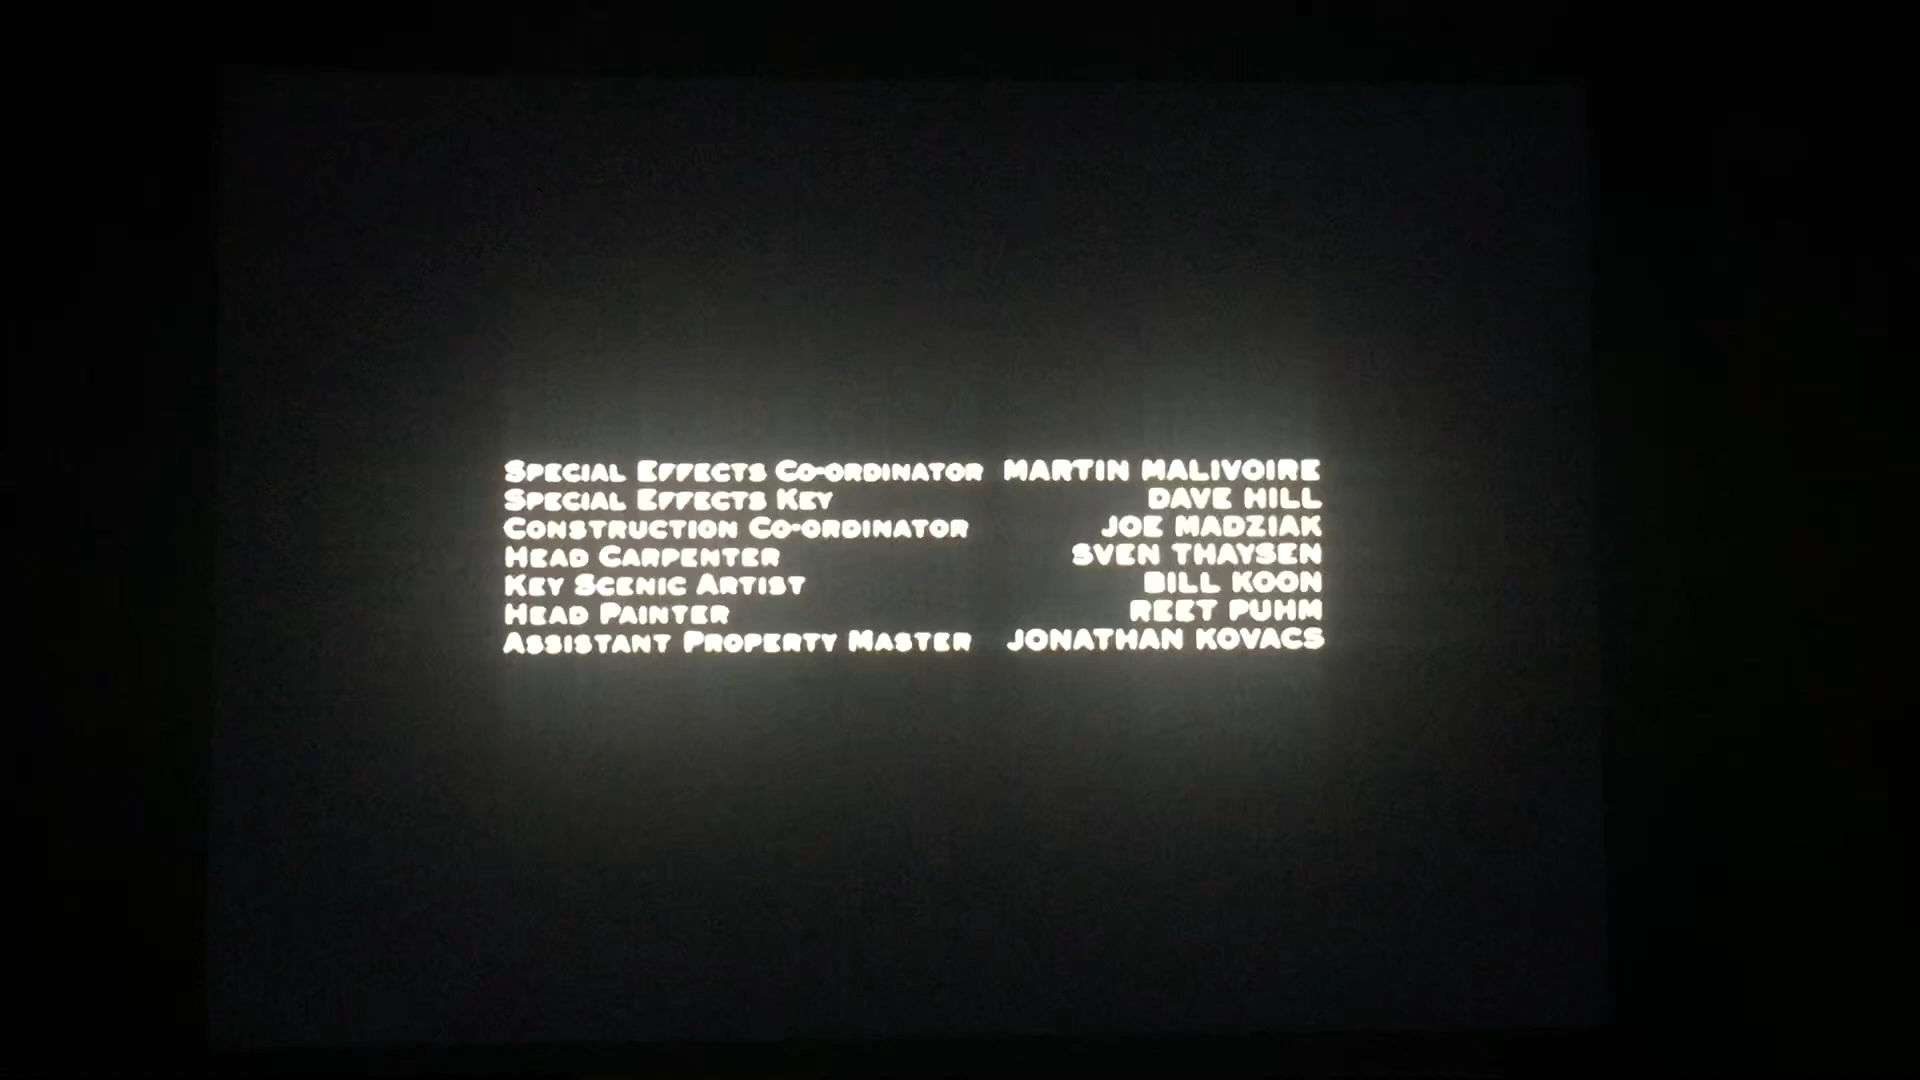 Special Effects Co-ordinator MARTIN MALIVOIRE
Special Effects Key DAVE HILL
Construction Co-ordinator JOE MADZIAK
Head Carpenter SVEN THAYSEN
Key Scenic Artist BILL KOON
Head Painter REET PUHM
Assistant Property Master JONATHAN KOVACS